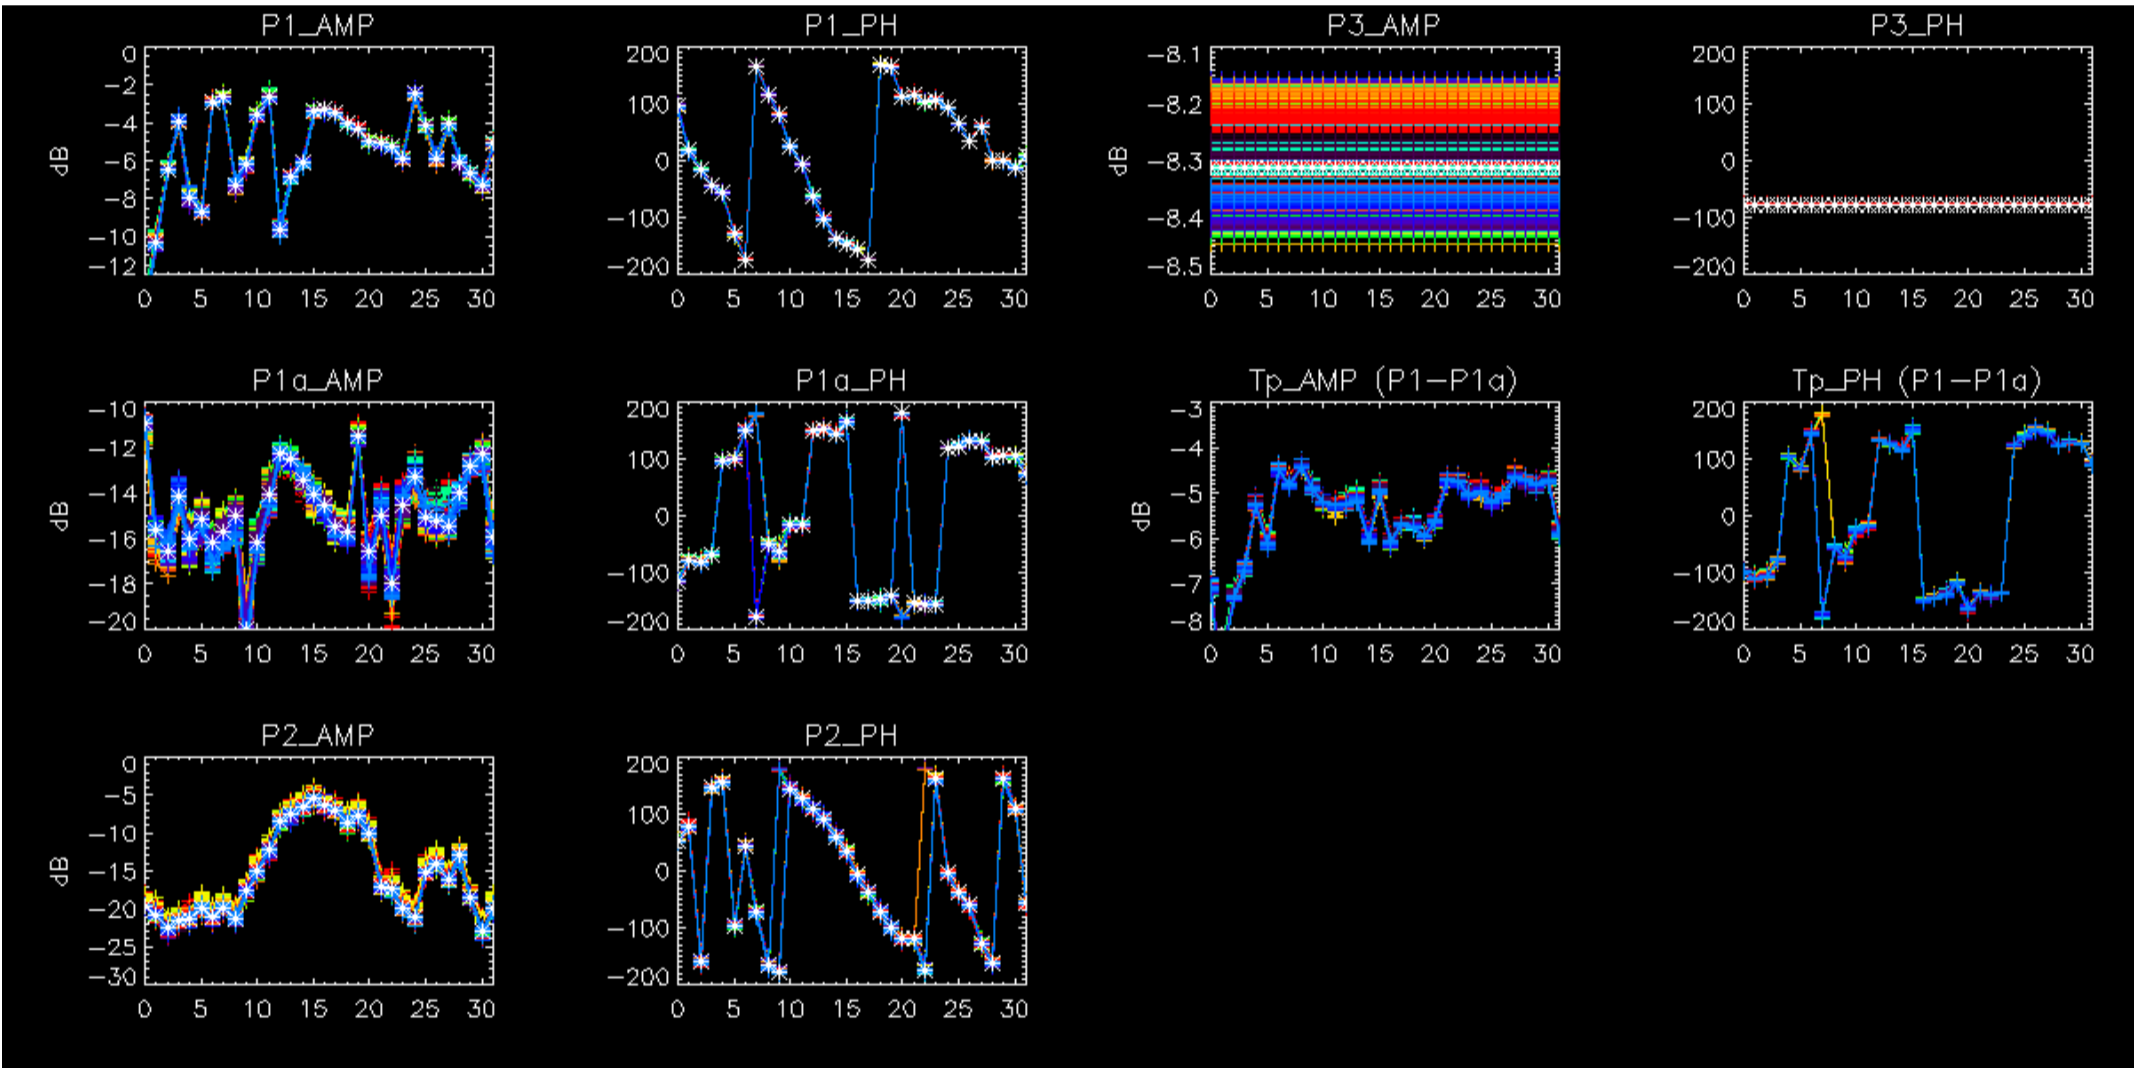 P1_AMP
0
−2
−4
−6
−8
−10
−12
dB
0 5 10 15 20 25 30
P1_PH
200
100
0
−100
−200
0 5 10 15 20 25 30
P3_AMP
−8.1
−8.2
−8.3
−8.4
−8.5
dB
0 5 10 15 20 25 30
P3_PH
200
100
0
−100
−200
0 5 10 15 20 25 30
P1a_AMP
−10
−12
−14
−16
−18
−20
dB
0 5 10 15 20 25 30
P1a_PH
200
100
0
−100
−200
0 5 10 15 20 25 30
Tp_AMP (P1−P1a)
−3
−4
−5
−6
−7
−8
dB
0 5 10 15 20 25 30
Tp_PH (P1−P1a)
200
100
0
−100
−200
0 5 10 15 20 25 30
P2_AMP
0
−5
−10
−15
−20
−25
−30
dB
0 5 10 15 20 25 30
P2_PH
200
100
0
−100
−200
0 5 10 15 20 25 30